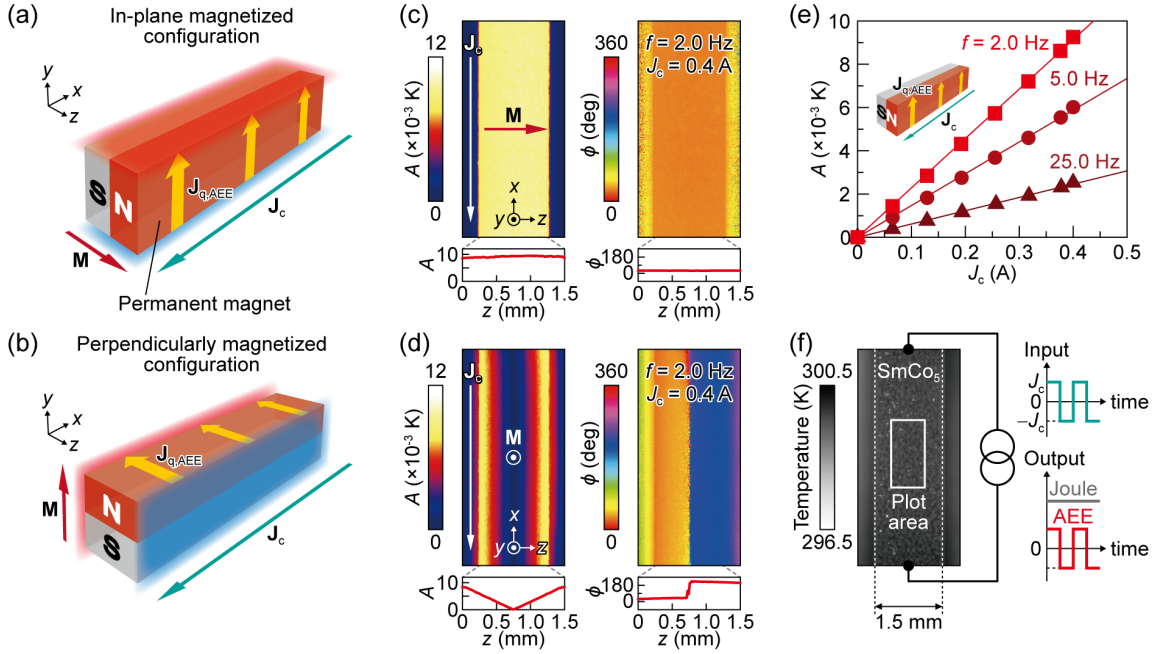 (a)
In-plane magnetized
configuration
y
x
z
S
N
J_q,AEE
J_c
M
Permanent magnet
(b)
Perpendicularly magnetized
configuration
y
x
z
J_q,AEE
M
N
S
J_c
(c)
12
A (×10⁻³ K)
0
J_c
M
x
y
z
360
ϕ (deg)
0
f = 2.0 Hz
J_c = 0.4 A
A
10
0
0 0.5 1.0 1.5
z (mm)
ϕ
180
0
0 0.5 1.0 1.5
z (mm)
(d)
12
A (×10⁻³ K)
0
J_c
M
x
y
z
360
ϕ (deg)
0
f = 2.0 Hz
J_c = 0.4 A
A
10
0
0 0.5 1.0 1.5
z (mm)
ϕ
180
0
0 0.5 1.0 1.5
z (mm)
(e)
A (×10⁻³ K)
10
8
6
4
2
0
f = 2.0 Hz
5.0 Hz
25.0 Hz
J_q,AEE
S
N
J_c
0 0.1 0.2 0.3 0.4 0.5
J_c (A)
(f)
300.5
Temperature (K)
296.5
SmCo₅
Plot
area
1.5 mm
Input
J_c
0
−J_c
time
Output
Joule
AEE
0
time